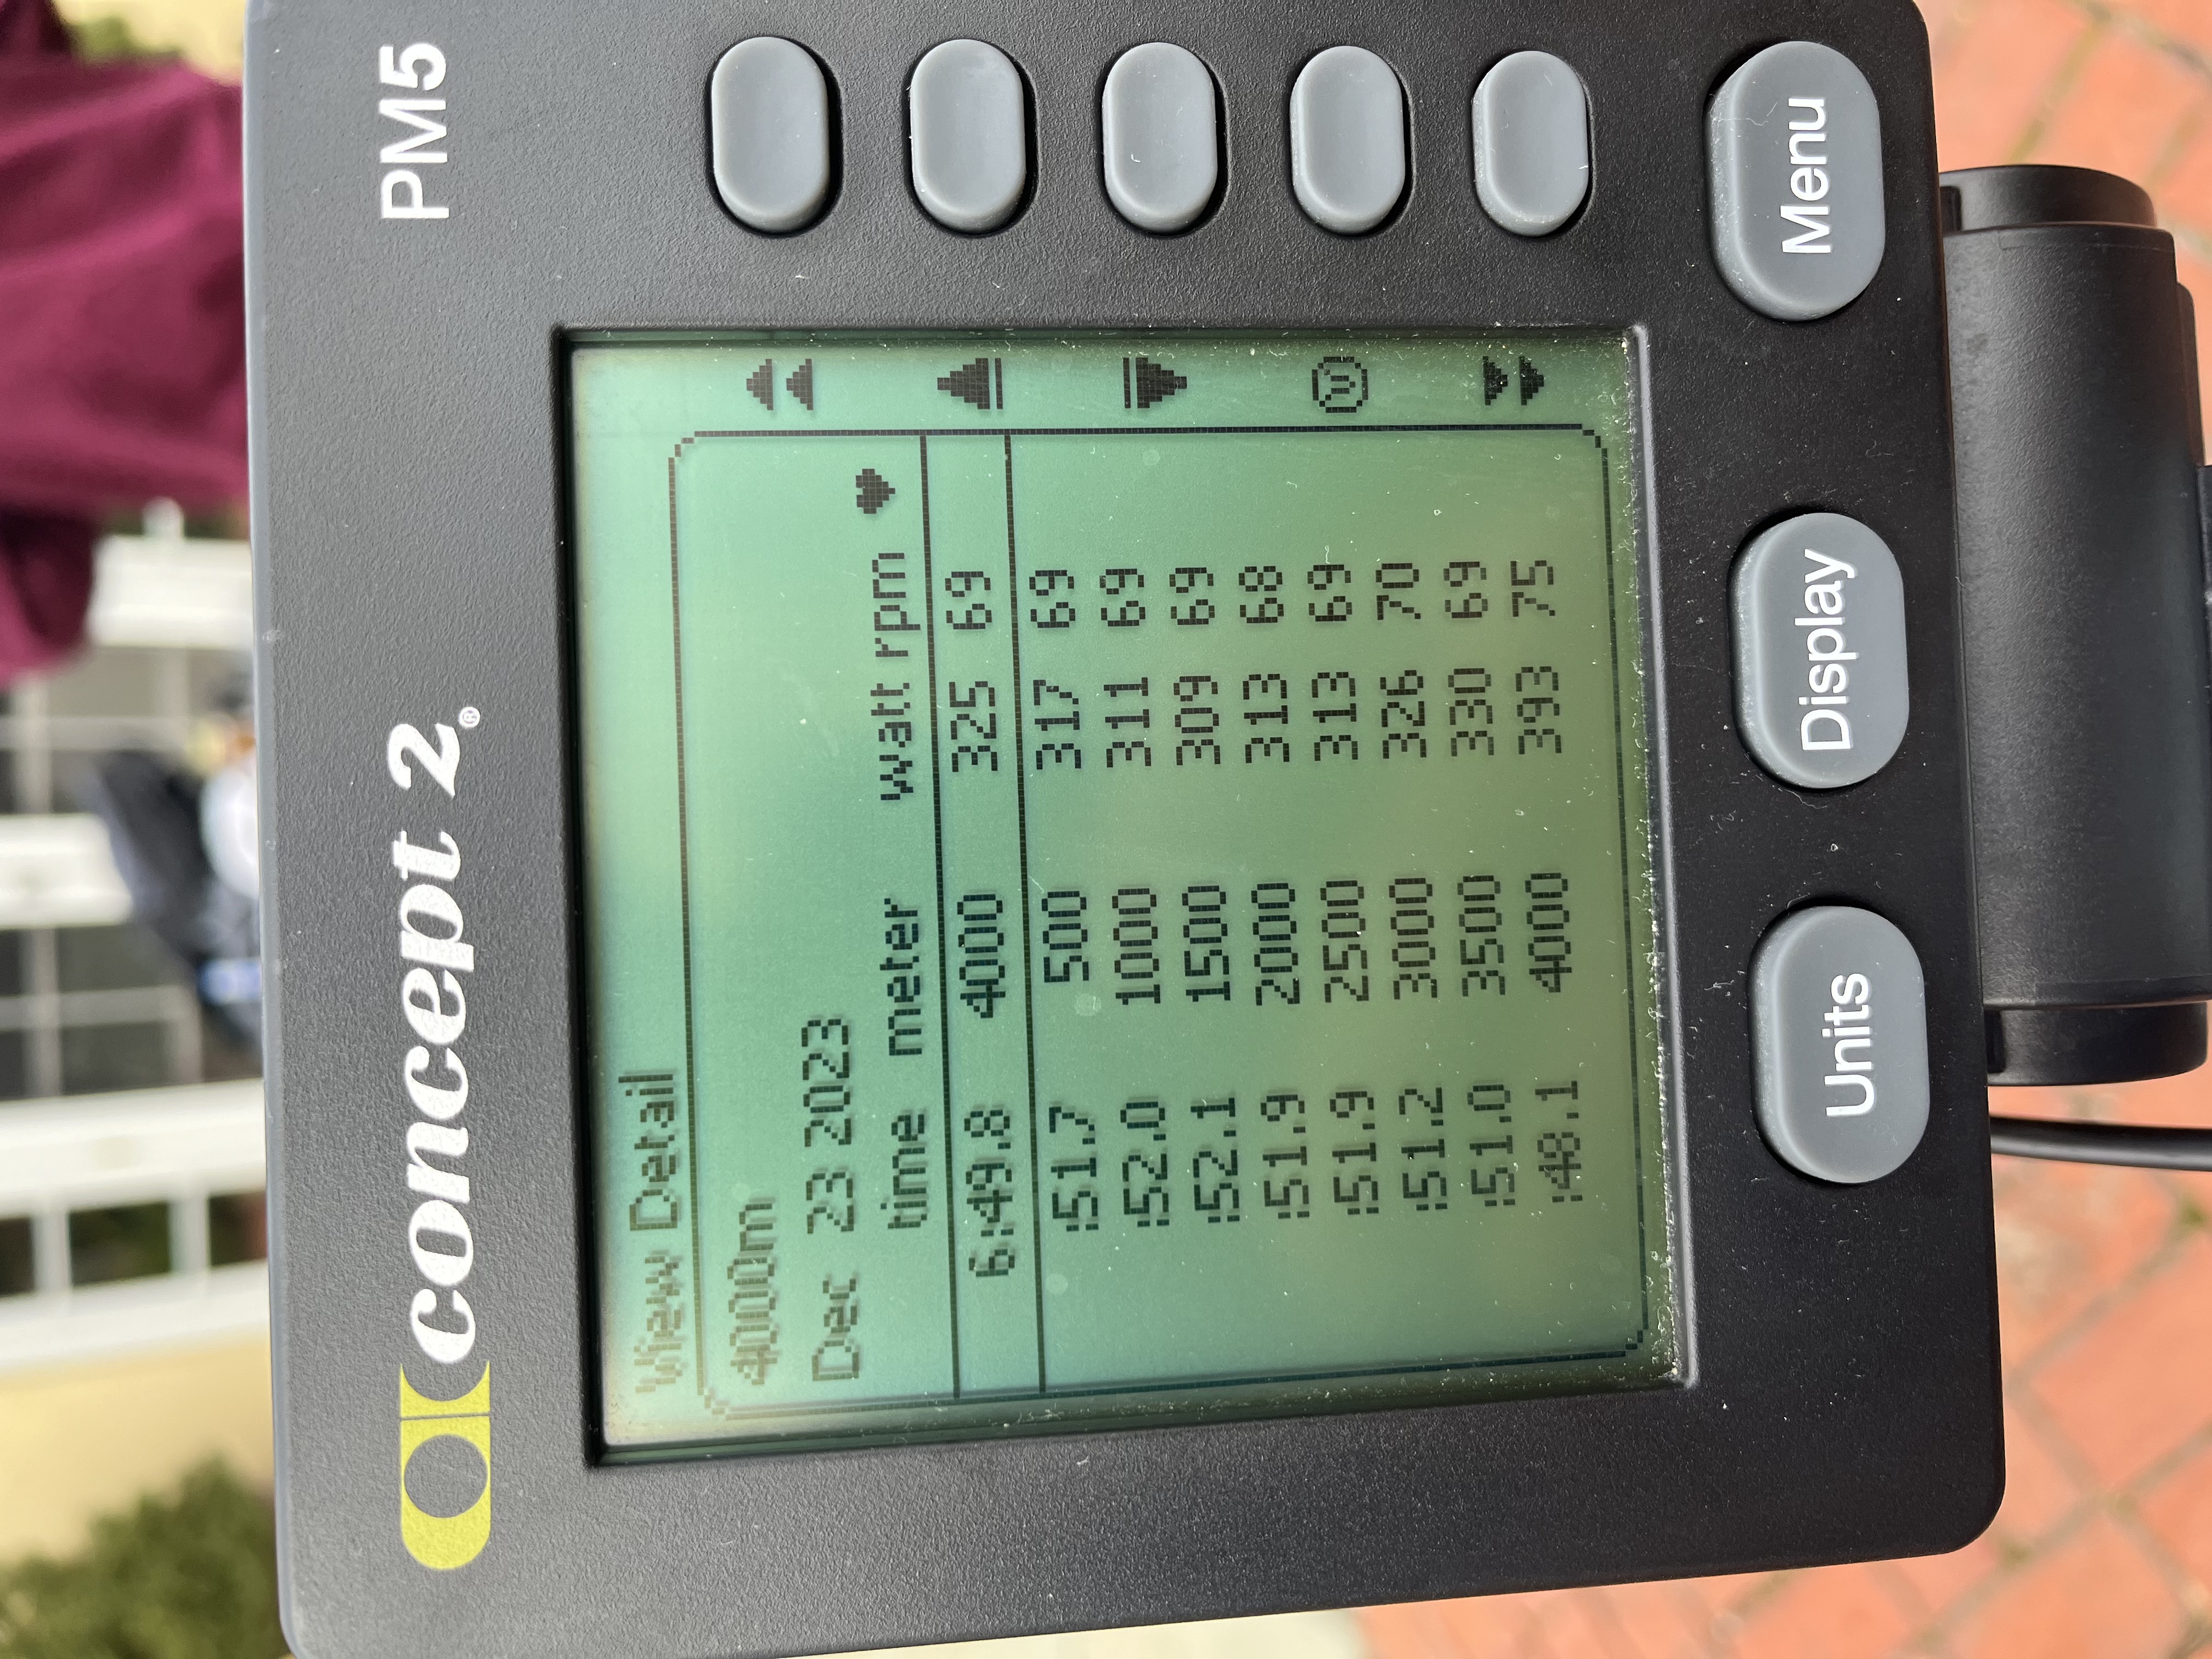 concept 2®
PM5
View Detail
4000m
Dec 23 2023
time meter watt rpm ♥
6:49.8 4000 325 69
:51.7 500 317 69
:52.0 1000 311 69
:52.1 1500 309 69
:51.9 2000 313 68
:51.9 2500 313 69
:51.2 3000 326 70
:51.0 3500 330 69
:48.1 4000 393 75
Units Display Menu